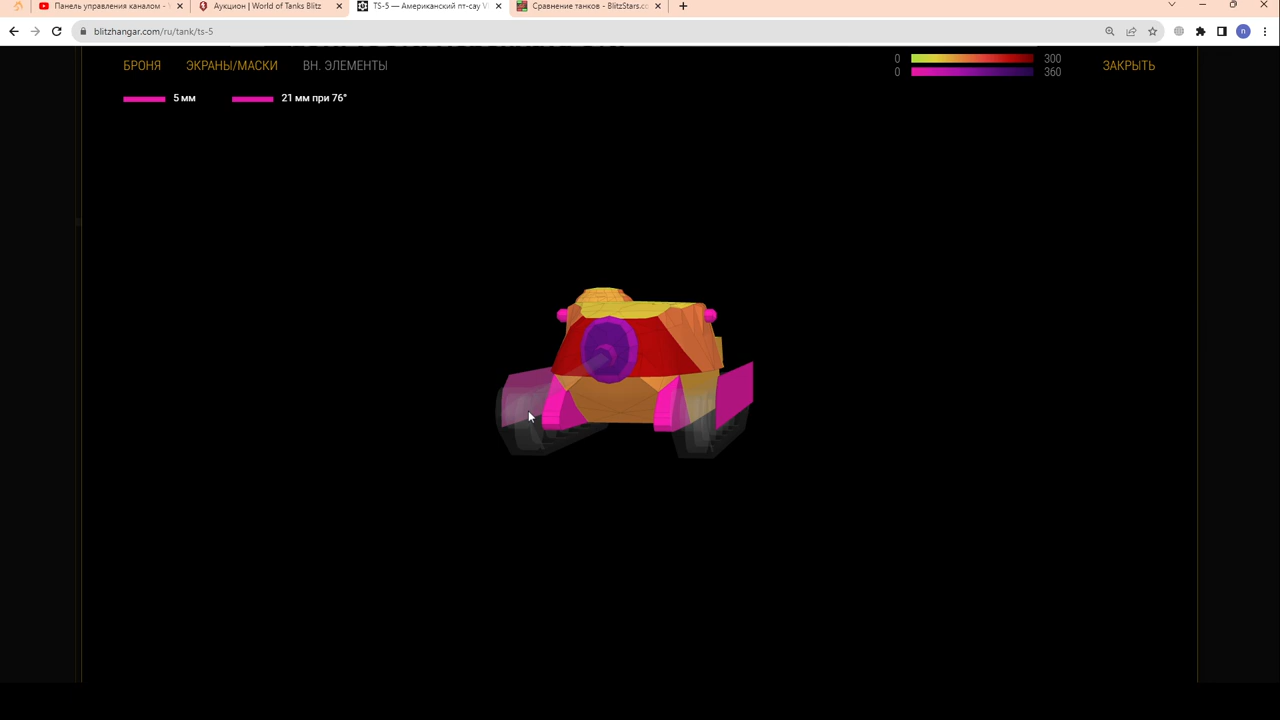 Панель управления каналом -
Аукцион | World of Tanks Blitz
TS-5 — Американский пт-сау V
Сравнение танков - BlitzStars.co
blitzhangar.com/ru/tank/ts-5
n
БРОНЯ ЭКРАНЫ/МАСКИ ВН. ЭЛЕМЕНТЫ
0 300
0 360
ЗАКРЫТЬ
5 мм 21 мм при 76°